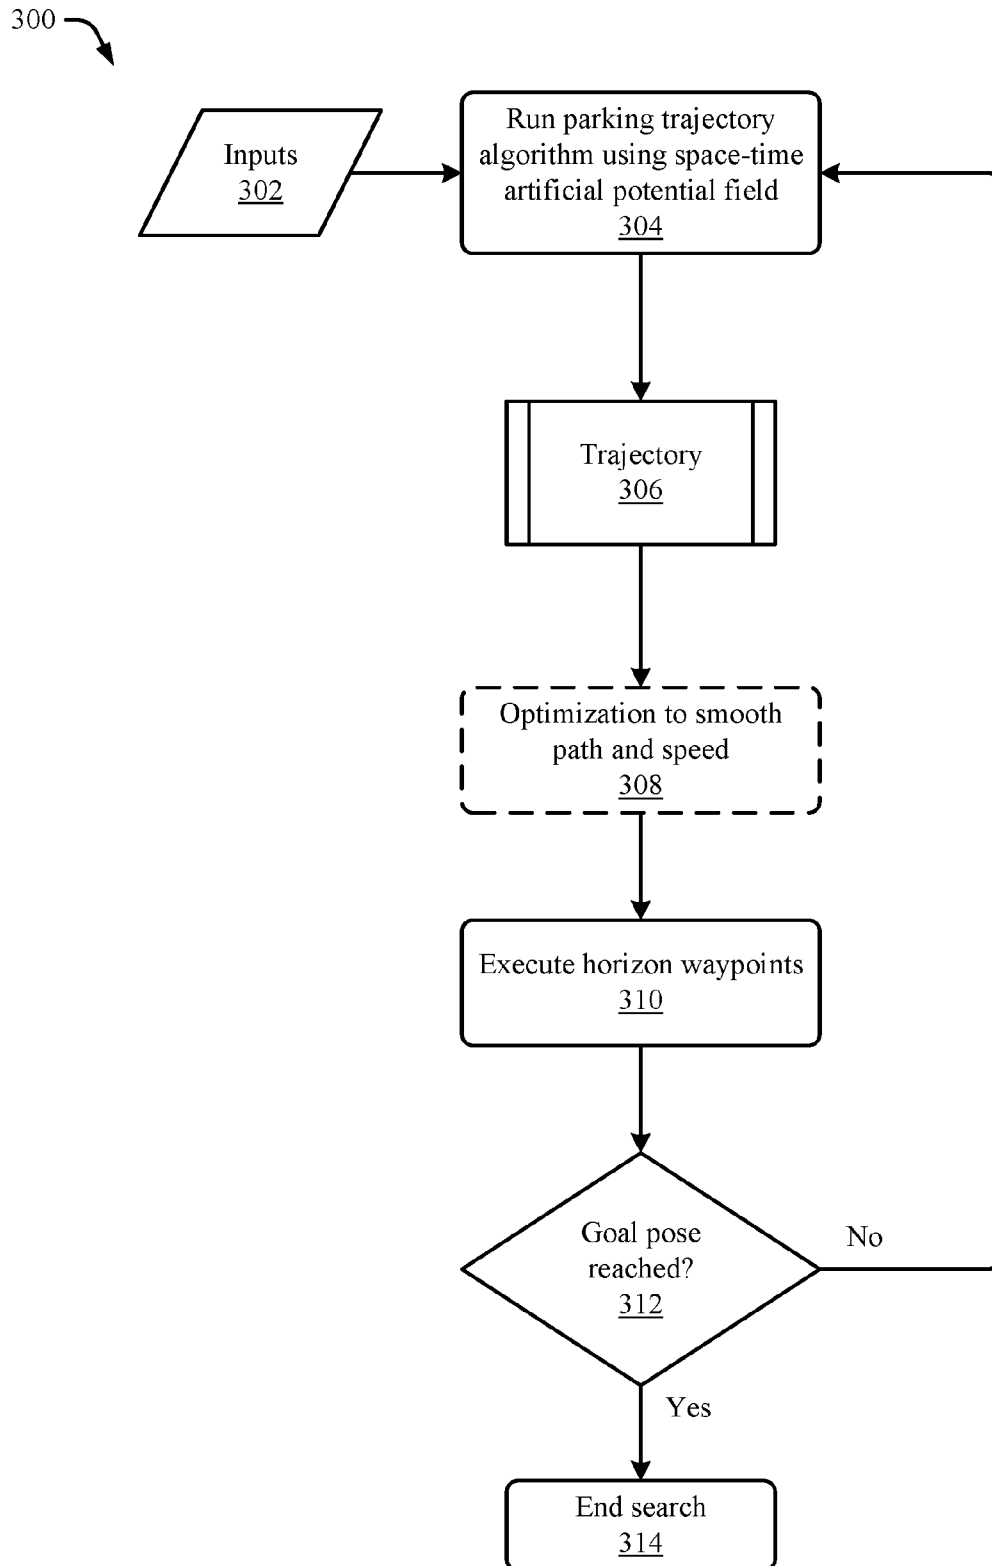 300
Inputs
302
Run parking trajectory
algorithm using space-time
artificial potential field
304
Trajectory
306
Optimization to smooth
path and speed
308
Execute horizon waypoints
310
Goal pose
reached?
312
No
Yes
End search
314